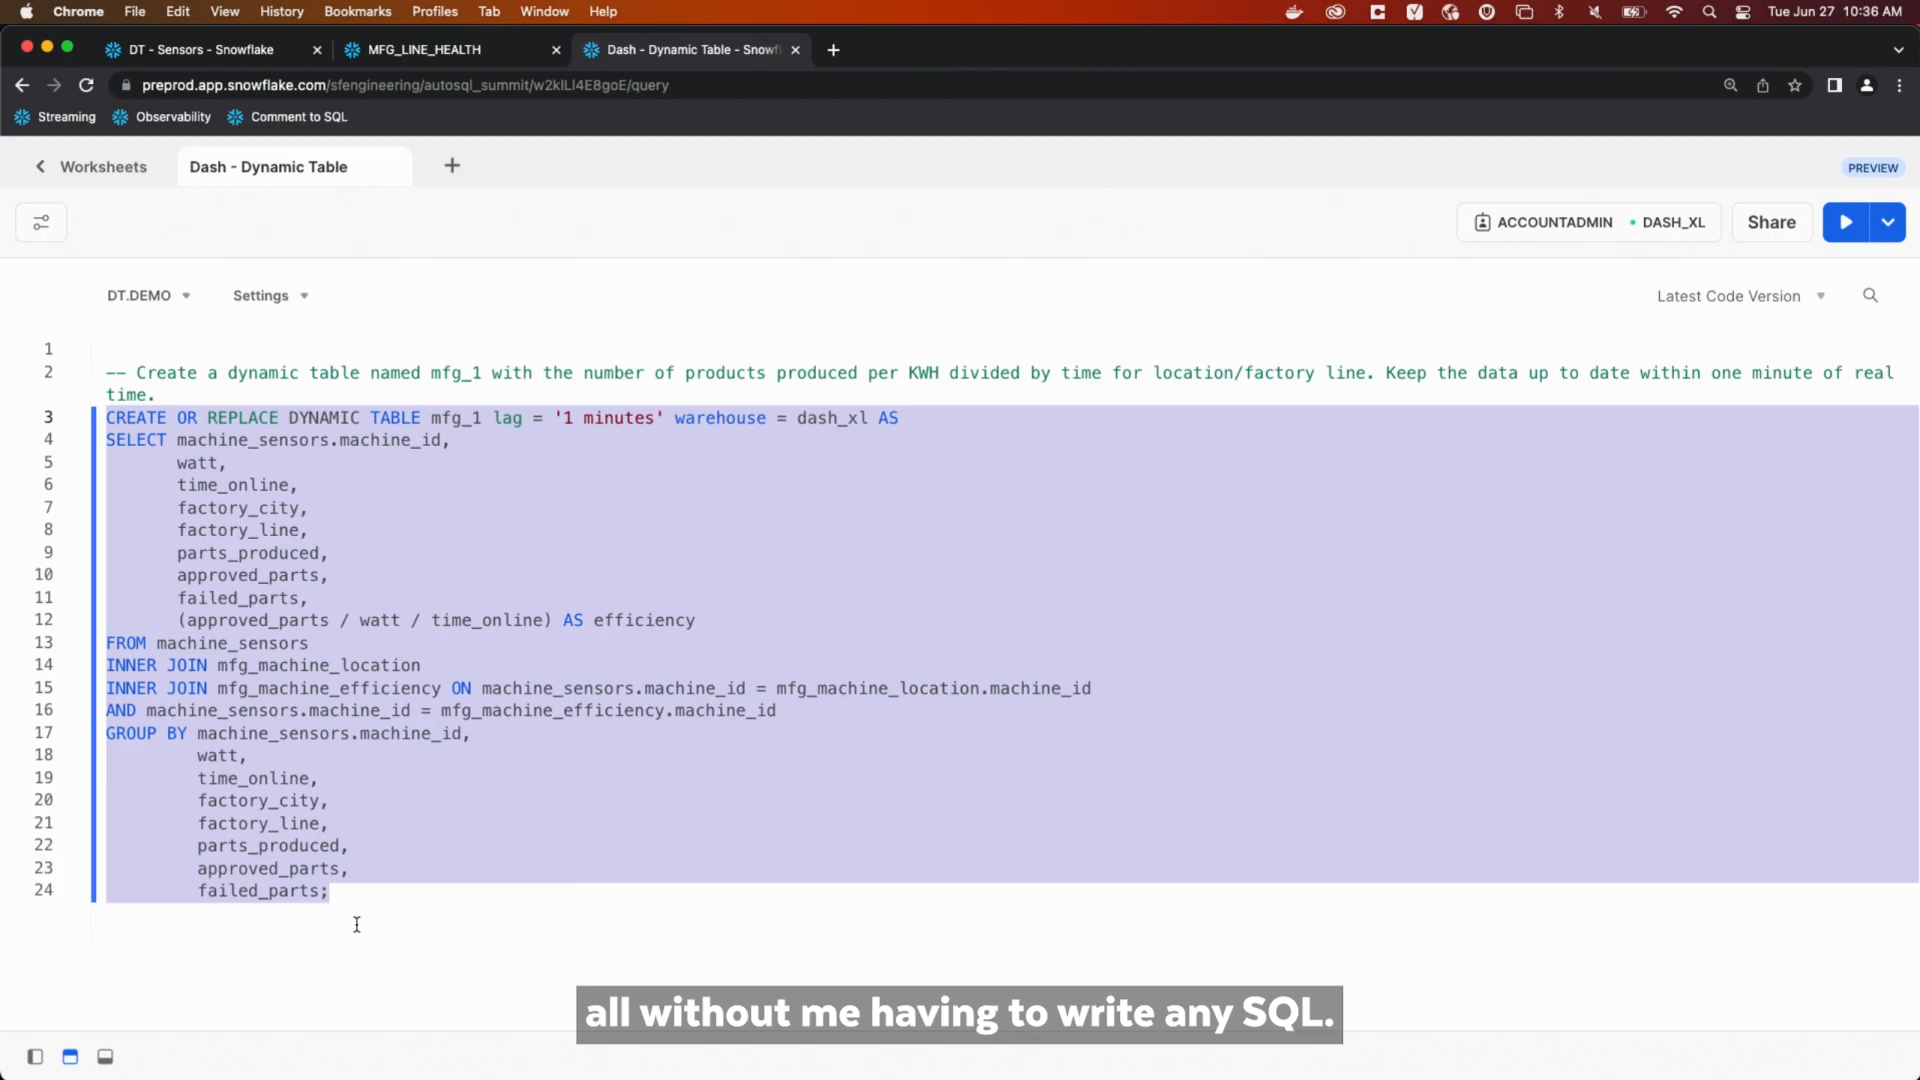 Chrome File Edit View History Bookmarks Profiles Tab Window Help Tue Jun 27 10:36 AM
DT - Sensors - Snowflake MFG_LINE_HEALTH Dash - Dynamic Table - Snowfl
preprod.app.snowflake.com/sfengineering/autosql_summit/w2klLl4E8goE/query
Streaming Observability Comment to SQL
Worksheets Dash - Dynamic Table PREVIEW
ACCOUNTADMIN DASH_XL Share
DT.DEMO Settings Latest Code Version
1
2 -- Create a dynamic table named mfg_1 with the number of products produced per KWH divided by time for location/factory line. Keep the data up to date within one minute of real
time.
3 CREATE OR REPLACE DYNAMIC TABLE mfg_1 lag = '1 minutes' warehouse = dash_xl AS
4 SELECT machine_sensors.machine_id,
5 watt,
6 time_online,
7 factory_city,
8 factory_line,
9 parts_produced,
10 approved_parts,
11 failed_parts,
12 (approved_parts / watt / time_online) AS efficiency
13 FROM machine_sensors
14 INNER JOIN mfg_machine_location
15 INNER JOIN mfg_machine_efficiency ON machine_sensors.machine_id = mfg_machine_location.machine_id
16 AND machine_sensors.machine_id = mfg_machine_efficiency.machine_id
17 GROUP BY machine_sensors.machine_id,
18 watt,
19 time_online,
20 factory_city,
21 factory_line,
22 parts_produced,
23 approved_parts,
24 failed_parts;
all without me having to write any SQL.